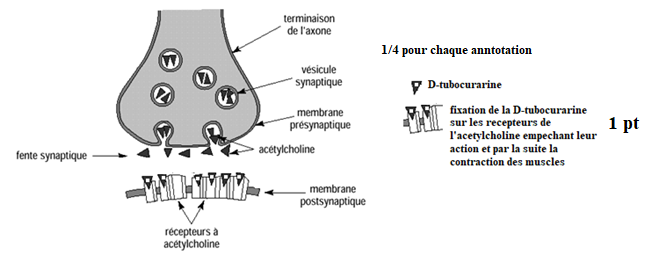 terminaison
de l'axone
vésicule
synaptique
membrane
présynaptique
acétylcholine
fente synaptique
membrane
postsynaptique
récepteurs à
acétylcholine
1/4 pour chaque anntotation
D-tubocurarine
fixation de la D-tubocurarine
sur les recepteurs de
l'acetylcholine empechant leur
action et par la suite la
contraction des muscles
1 pt